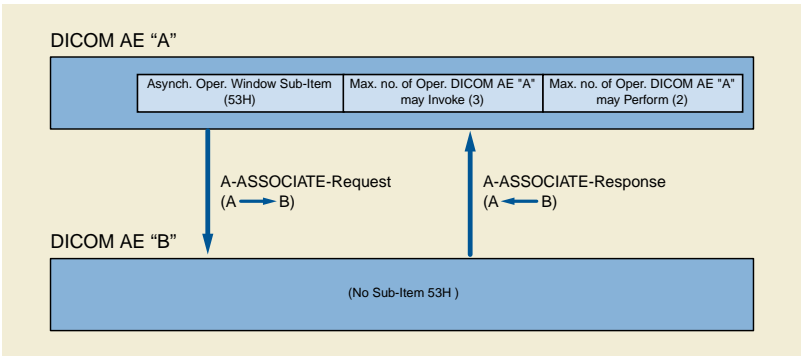 DICOM AE “A”
Asynch. Oper. Window Sub-Item
(53H)
Max. no of Oper. DICOM AE "A"
may Invoke (3)
Max. no of Oper. DICOM AE "A"
may Perform (2)
A-ASSOCIATE-Request
(A B)
A-ASSOCIATE-Response
(A B)
DICOM AE “B”
(No Sub-Item 53H )